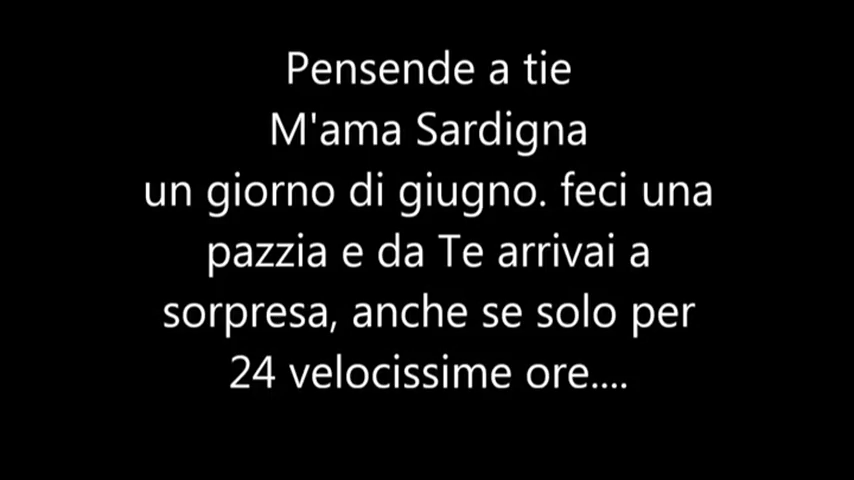 Pensende a tie
M'ama Sardigna
un giorno di giugno. feci una
pazzia e da Te arrivai a
sorpresa, anche se solo per
24 velocissime ore....